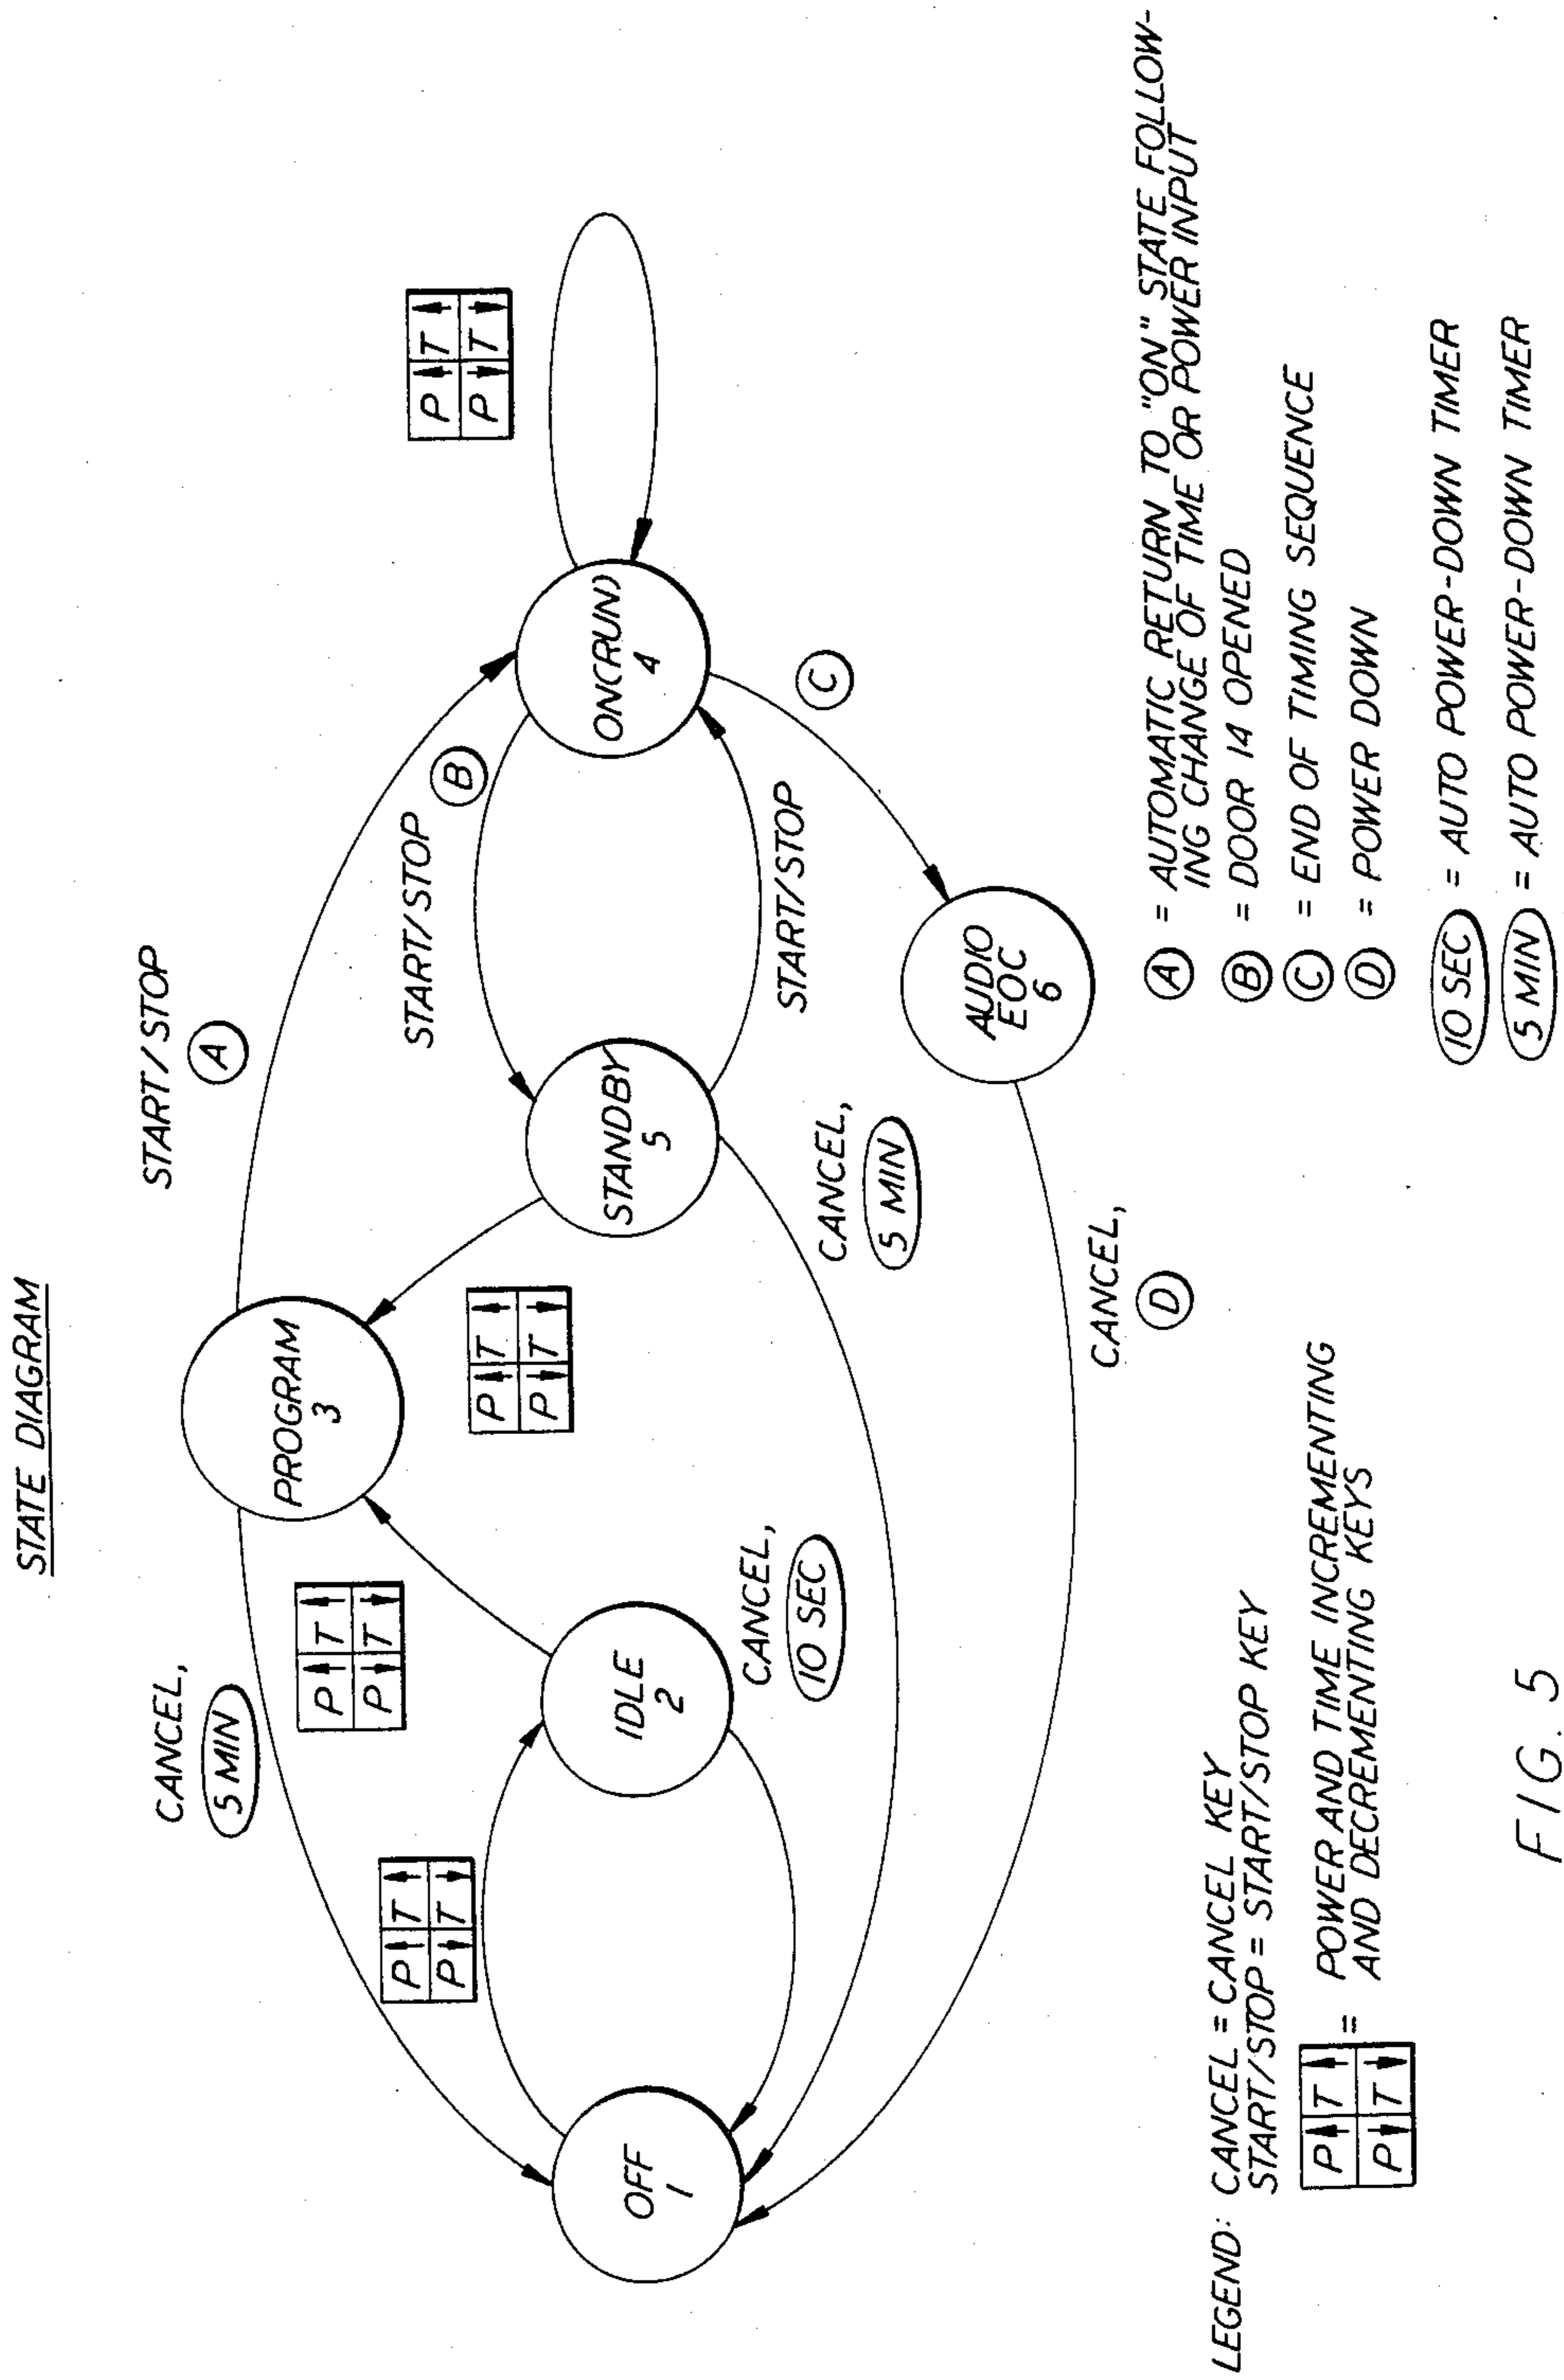 STATE DIAGRAM
START/STOP
A
CANCEL,
5 MIN
PROGRAM
3
P↑ T↑
P↓ T↓
P↑ T↑
P↓ T↓
P↑ T↑
P↓ T↓
P↑ T↑
P↓ T↓
START/STOP
B
OFF
1
IDLE
2
STANDBY
5
ON(RUN)
4
START/STOP
C
CANCEL,
10 SEC
CANCEL,
5 MIN
AUDIO
EOC
6
CANCEL,
D
LEGEND: CANCEL = CANCEL KEY
START/STOP = START/STOP KEY
P↑ T↑
P↓ T↓
= POWER AND TIME INCREMENTING
AND DECREMENTING KEYS
A = AUTOMATIC RETURN TO "ON" STATE FOLLOW-
ING CHANGE OF TIME OR POWER INPUT
B = DOOR 14 OPENED
C = END OF TIMING SEQUENCE
D = POWER DOWN
10 SEC = AUTO POWER-DOWN TIMER
5 MIN = AUTO POWER-DOWN TIMER
FIG. 5